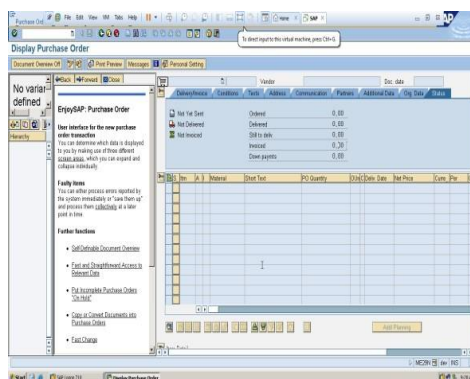 File Edit View VM Tabs Help
Home
SAP
Purchase Ord
To direct input to this virtual machine, press Ctrl+G.
Display Purchase Order
Document Overview Off
Print Preview
Messages
Personal Setting
No variant
defined
Hierarchy
Back Forward Close
EnjoySAP: Purchase Order
User interface for the new purchase
order transaction
You can determine which data is displayed
to you by making use of three different
screen areas, which you can expand and
collapse individually.
Faulty items
You can either process errors reported by
the system immediately or "save them up"
and process them collectively at a later
point in time.
Further functions
Self-Definable Document Overview
Fast and Straightforward Access to
Relevant Data
Put Incomplete Purchase Orders
"On Hold"
Copy or Convert Documents into
Purchase Orders
Fast Change
Vendor
Doc. date
Delivery/Invoice
Conditions
Texts
Address
Communication
Partners
Additional Data
Org. Data
Status
Not Yet Sent
Ordered 0,00
Not Delivered
Delivered 0,00
Not Invoiced
Still to deliv. 0,00
Invoiced 0,00
Down paymts 0,00
S Itm A I Material Short Text PO Quantity OUn C Deliv. Date Net Price Curre Per
Add Planning
ME29N
INS
Start
Display Purchase Order